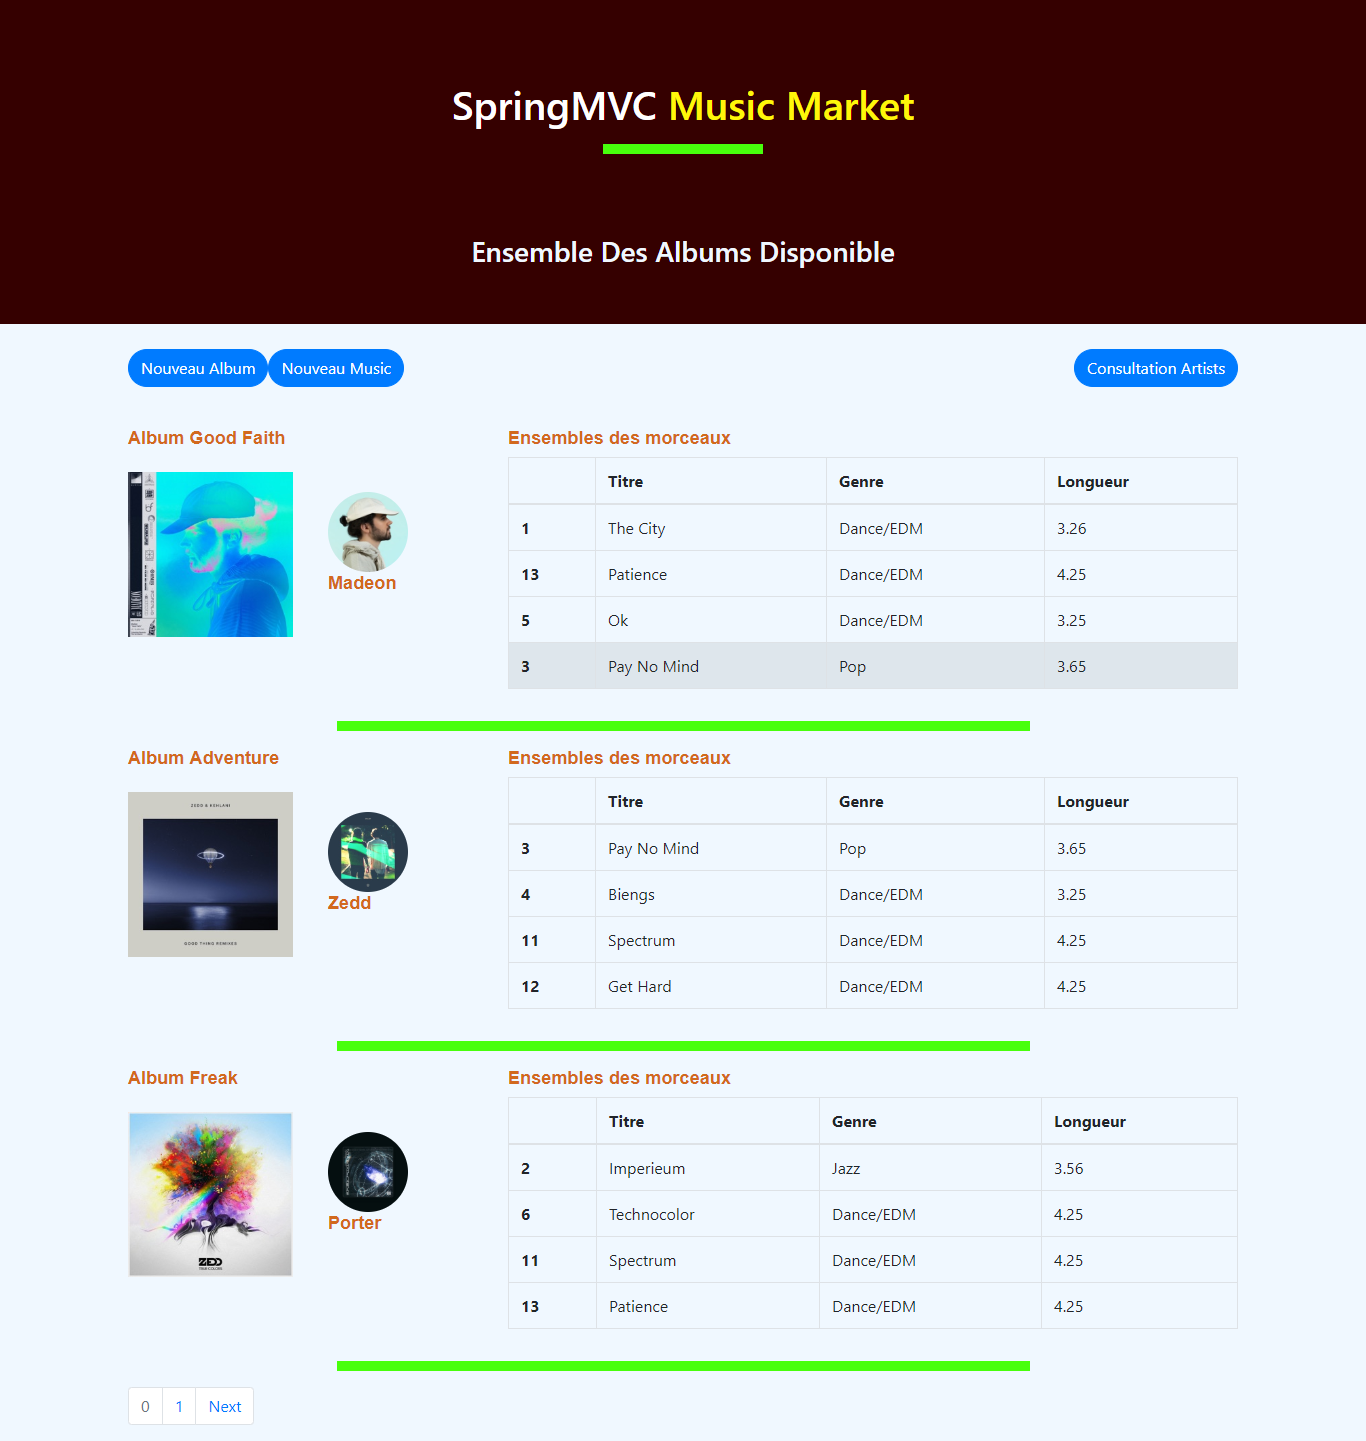 SpringMVC Music Market
Ensemble Des Albums Disponible
Nouveau Album Nouveau Music Consultation Artists
Album Good Faith
Madeon
Ensembles des morceaux
Titre Genre Longueur
1 The City Dance/EDM 3.26
13 Patience Dance/EDM 4.25
5 Ok Dance/EDM 3.25
3 Pay No Mind Pop 3.65
Album Adventure
ZEDD & KEHLANI
GOOD THING REMIXES
Zedd
Ensembles des morceaux
Titre Genre Longueur
3 Pay No Mind Pop 3.65
4 Biengs Dance/EDM 3.25
11 Spectrum Dance/EDM 4.25
12 Get Hard Dance/EDM 4.25
Album Freak
ZEDD
TRUE COLORS
Porter
Ensembles des morceaux
Titre Genre Longueur
2 Imperieum Jazz 3.56
6 Technocolor Dance/EDM 4.25
11 Spectrum Dance/EDM 4.25
13 Patience Dance/EDM 4.25
0 1 Next